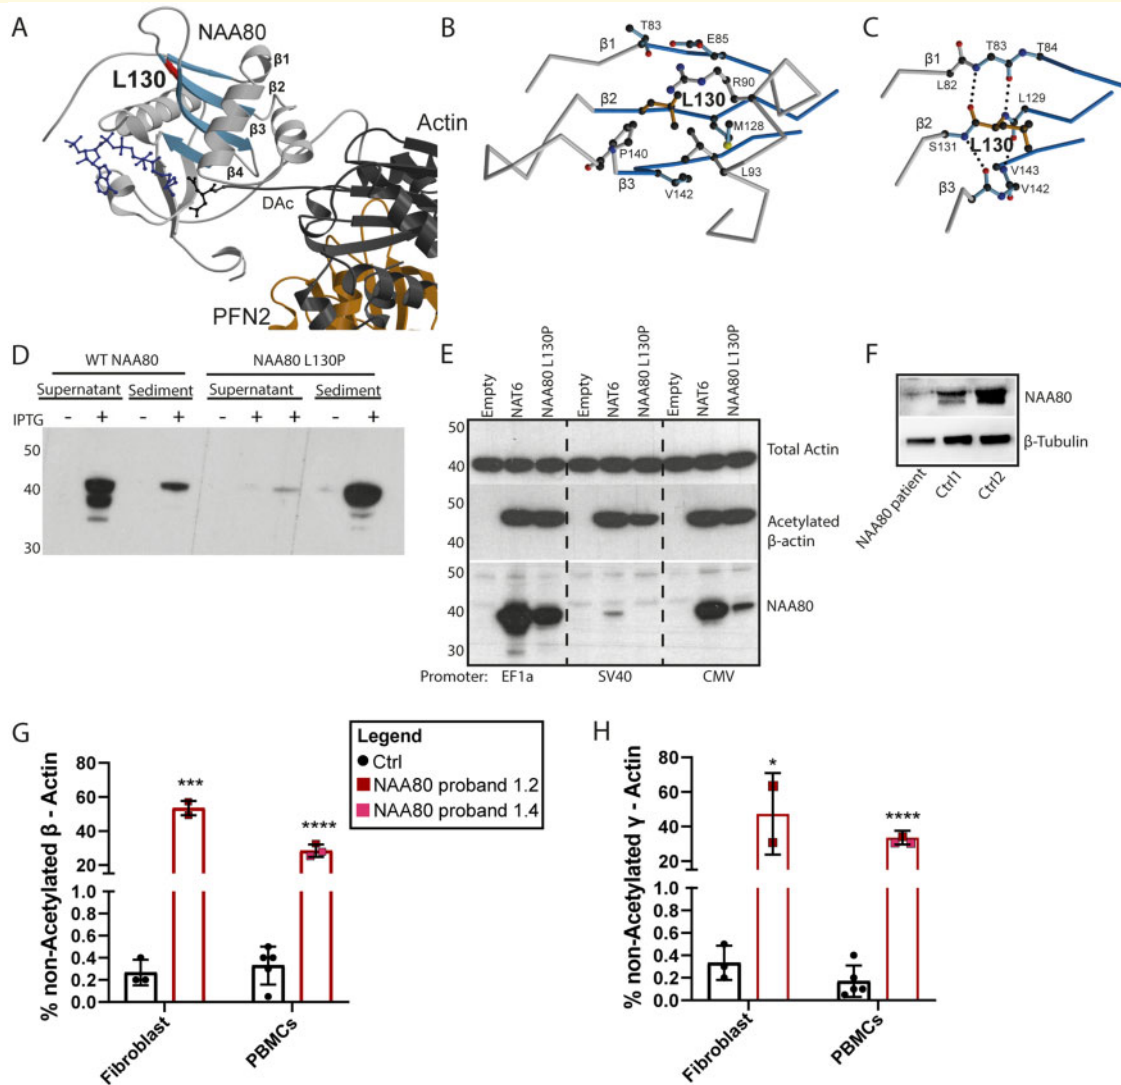 A
NAA80
L130
β1
β2
β3
β4
DAc
Actin
PFN2
B
T83
E85
β1
R90
β2
L130
M128
P140
L93
β3
V142
C
β1
T83
T84
L82
β2
L129
L130
S131
V143
β3
V142
D
WT NAA80
NAA80 L130P
Supernatant Sediment Supernatant Sediment
IPTG - + - + - + + - +
50
40
30
E
Empty NAT6 NAA80 L130P Empty NAT6 NAA80 L130P Empty NAT6 NAA80 L130P
50
40
Total Actin
50
40
Acetylated
β-actin
50
40
30
NAA80
Promoter: EF1a SV40 CMV
F
NAA80
β-Tubulin
NAA80 patient
Ctrl1
Ctrl2
G
% non-Acetylated β - Actin
80
60
40
20
1.0
0.8
0.6
0.4
0.2
0.0
***
****
Fibroblast
PBMCs
Legend
Ctrl
NAA80 proband 1.2
NAA80 proband 1.4
H
% non-Acetylated γ - Actin
80
60
40
20
1.0
0.8
0.6
0.4
0.2
0.0
*
****
Fibroblast
PBMCs